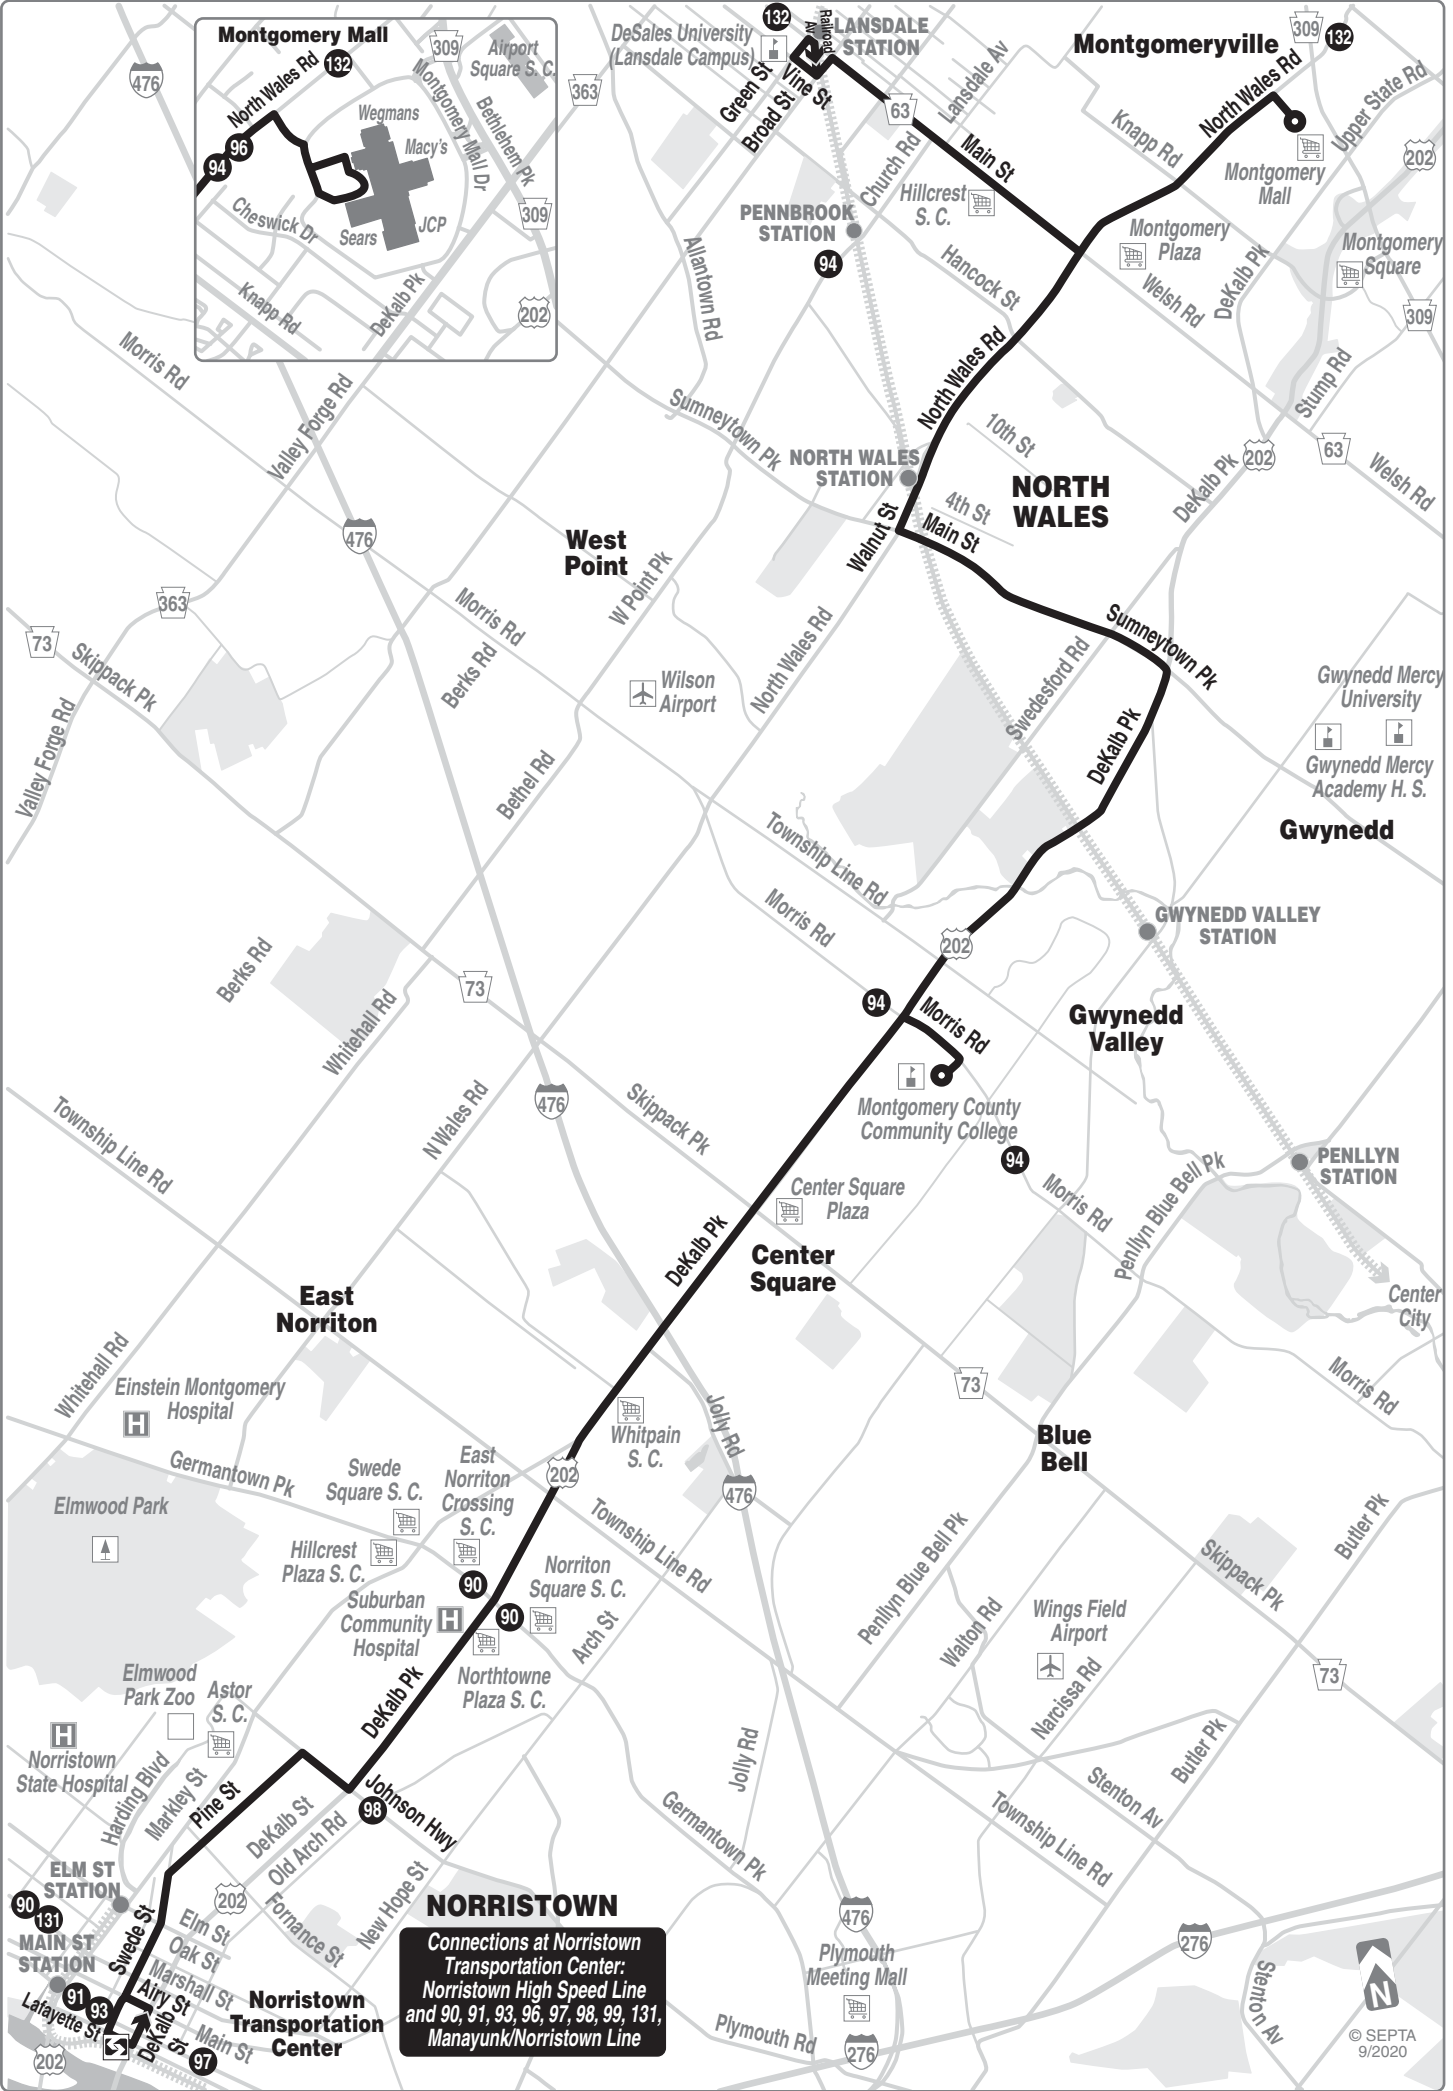 Montgomery Mall
North Wales Rd
132
94
96
309
Airport
Square S. C.
Montgomery Mall Dr
Bethlehem Pk
Wegmans
Macy's
JCP
Sears
Cheswick Dr
Knapp Rd
DeKalb Pk
309
202
476
363
DeSales University
(Lansdale Campus)
132
Railroad
Av
LANSDALE
STATION
Green St
Broad St
Vine St
63
Lansdale Av
Main St
Church Rd
Hillcrest
S. C.
Montgomeryville
309
132
North Wales Rd
Upper State Rd
Knapp Rd
202
Montgomery
Mall
PENNBROOK
STATION
94
Montgomery
Plaza
Montgomery
Square
Allantown Rd
Hancock St
Welsh Rd
DeKalb Pk
309
Morris Rd
Valley Forge Rd
North Wales Rd
Stump Rd
Sumneytown Pk
10th St
NORTH WALES
STATION
202
63
Welsh Rd
NORTH
WALES
4th St
DeKalb Pk
476
West
Point
Walnut St
Main St
363
W Point Pk
Morris Rd
73
Skippack Pk
Berks Rd
Sumneytown Pk
North Wales Rd
Swedesford Rd
Wilson
Airport
Gwynedd Mercy
University
Valley Forge Rd
DeKalb Pk
Bethel Rd
Gwynedd Mercy
Academy H. S.
Gwynedd
Township Line Rd
Morris Rd
GWYNEDD VALLEY
STATION
202
Berks Rd
73
Whitehall Rd
94
Morris Rd
Gwynedd
Valley
476
Skippack Pk
N Wales Rd
Township Line Rd
Montgomery County
Community College
94
PENLLYN
STATION
Morris Rd
Penllyn Blue Bell Pk
Center Square
Plaza
DeKalb Pk
Center
Square
Center
City
East
Norriton
Whitehall Rd
Einstein Montgomery
Hospital
H
73
Morris Rd
Jolly Rd
Whitpain
S. C.
Blue
Bell
Germantown Pk
Swede
Square S. C.
East
Norriton
Crossing
S. C.
202
476
Elmwood Park
Township Line Rd
Butler Pk
Skippack Pk
Hillcrest
Plaza S. C.
Norriton
Square S. C.
90
90
Suburban
Community
Hospital
H
Arch St
Penllyn Blue Bell Pk
Walton Rd
Wings Field
Airport
Narcissa Rd
73
Elmwood
Park Zoo
Astor
S. C.
Northtowne
Plaza S. C.
DeKalb Pk
H
Norristown
State Hospital
Harding Blvd
Markley St
Pine St
Jolly Rd
Butler Pk
Stenton Av
Johnson Hwy
98
DeKalb St
Old Arch Rd
Germantown Pk
Township Line Rd
ELM ST
STATION
202
Fornance St
New Hope St
90
131
Swede St
Elm St
Oak St
Marshall St
MAIN ST
STATION
NORRISTOWN
Connections at Norristown
Transportation Center:
Norristown High Speed Line
and 90, 91, 93, 96, 97, 98, 99, 131,
Manayunk/Norristown Line
476
276
Plymouth
Meeting Mall
Stenton Av
N
91
93
Airy St
Lafayette St
DeKalb
St
Main St
97
202
Norristown
Transportation
Center
Plymouth Rd
276
© SEPTA
9/2020